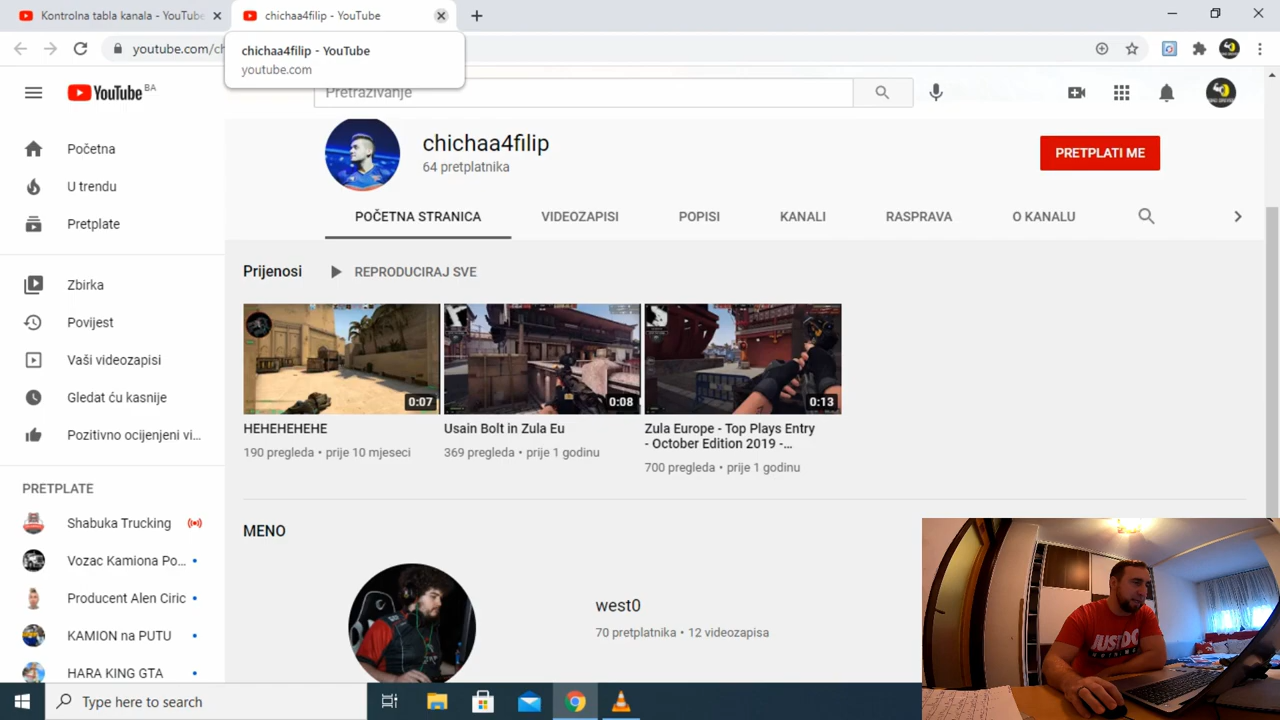 Kontrolna tabla kanala - YouTube
chichaa4filip - YouTube
youtube.com/ch
chichaa4filip - YouTube
youtube.com
YouTube BA
Pretraživanje
Početna
U trendu
Pretplate
Zbirka
Povijest
Vaši videozapisi
Gledat ću kasnije
Pozitivno ocijenjeni vi...
PRETPLATE
Shabuka Trucking
Vozac Kamiona Po...
Producent Alen Ciric
KAMION na PUTU
HARA KING GTA
chichaa4filip
64 pretplatnika
PRETPLATI ME
POČETNA STRANICA VIDEOZAPISI POPISI KANALI RASPRAVA O KANALU
Prijenosi REPRODUCIRAJ SVE
0:07
HEHEHEHEHE
190 pregleda • prije 10 mjeseci
0:08
Usain Bolt in Zula Eu
369 pregleda • prije 1 godinu
0:13
Zula Europe - Top Plays Entry
- October Edition 2019 -...
700 pregleda • prije 1 godinu
MENO
west0
70 pretplatnika • 12 videozapisa
JUST DO
Type here to search